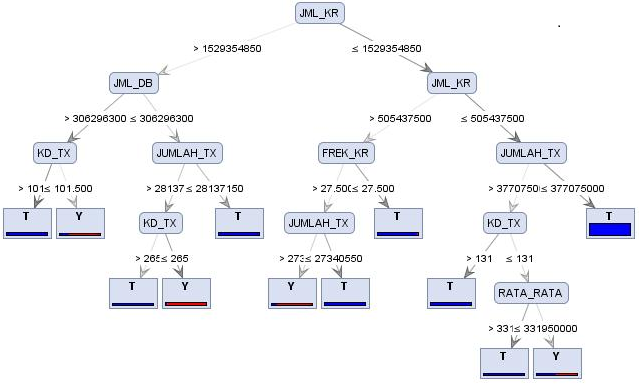 JML_KR
> 1529354850 ≤ 1529354850
JML_DB JML_KR
> 306296300 ≤ 306296300 > 505437500 ≤ 505437500
KD_TX JUMLAH_TX FREK_KR JUMLAH_TX
> 101 ≤ 101.500 > 28137 ≤ 28137150 > 27.500 ≤ 27.500 > 3770750 ≤ 377075000
T Y KD_TX T JUMLAH_TX T KD_TX T
> 265 ≤ 265 > 273 ≤ 27340550 > 131 ≤ 131
T Y Y T T RATA_RATA
> 331 ≤ 331950000
T Y